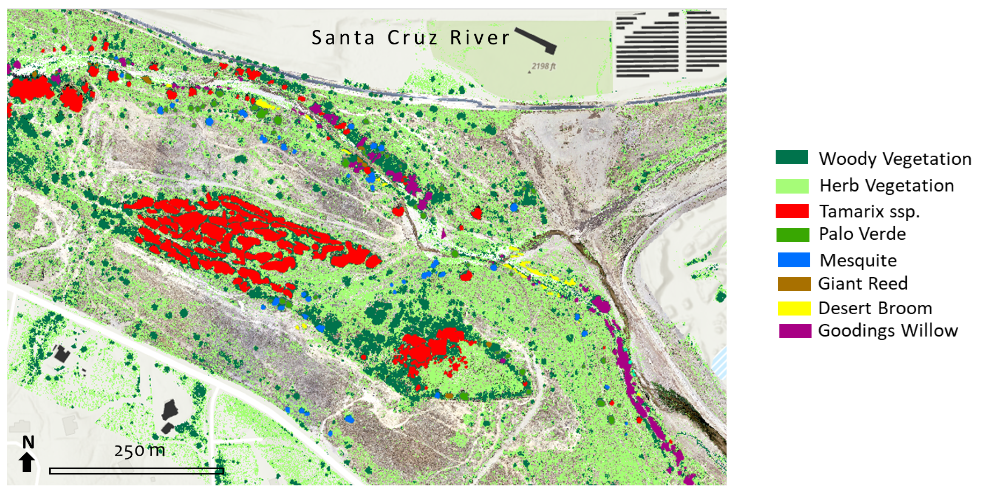 Santa Cruz River
2198 ft
Woody Vegetation
Herb Vegetation
Tamarix ssp.
Palo Verde
Mesquite
Giant Reed
Desert Broom
Goodings Willow
N
250 m